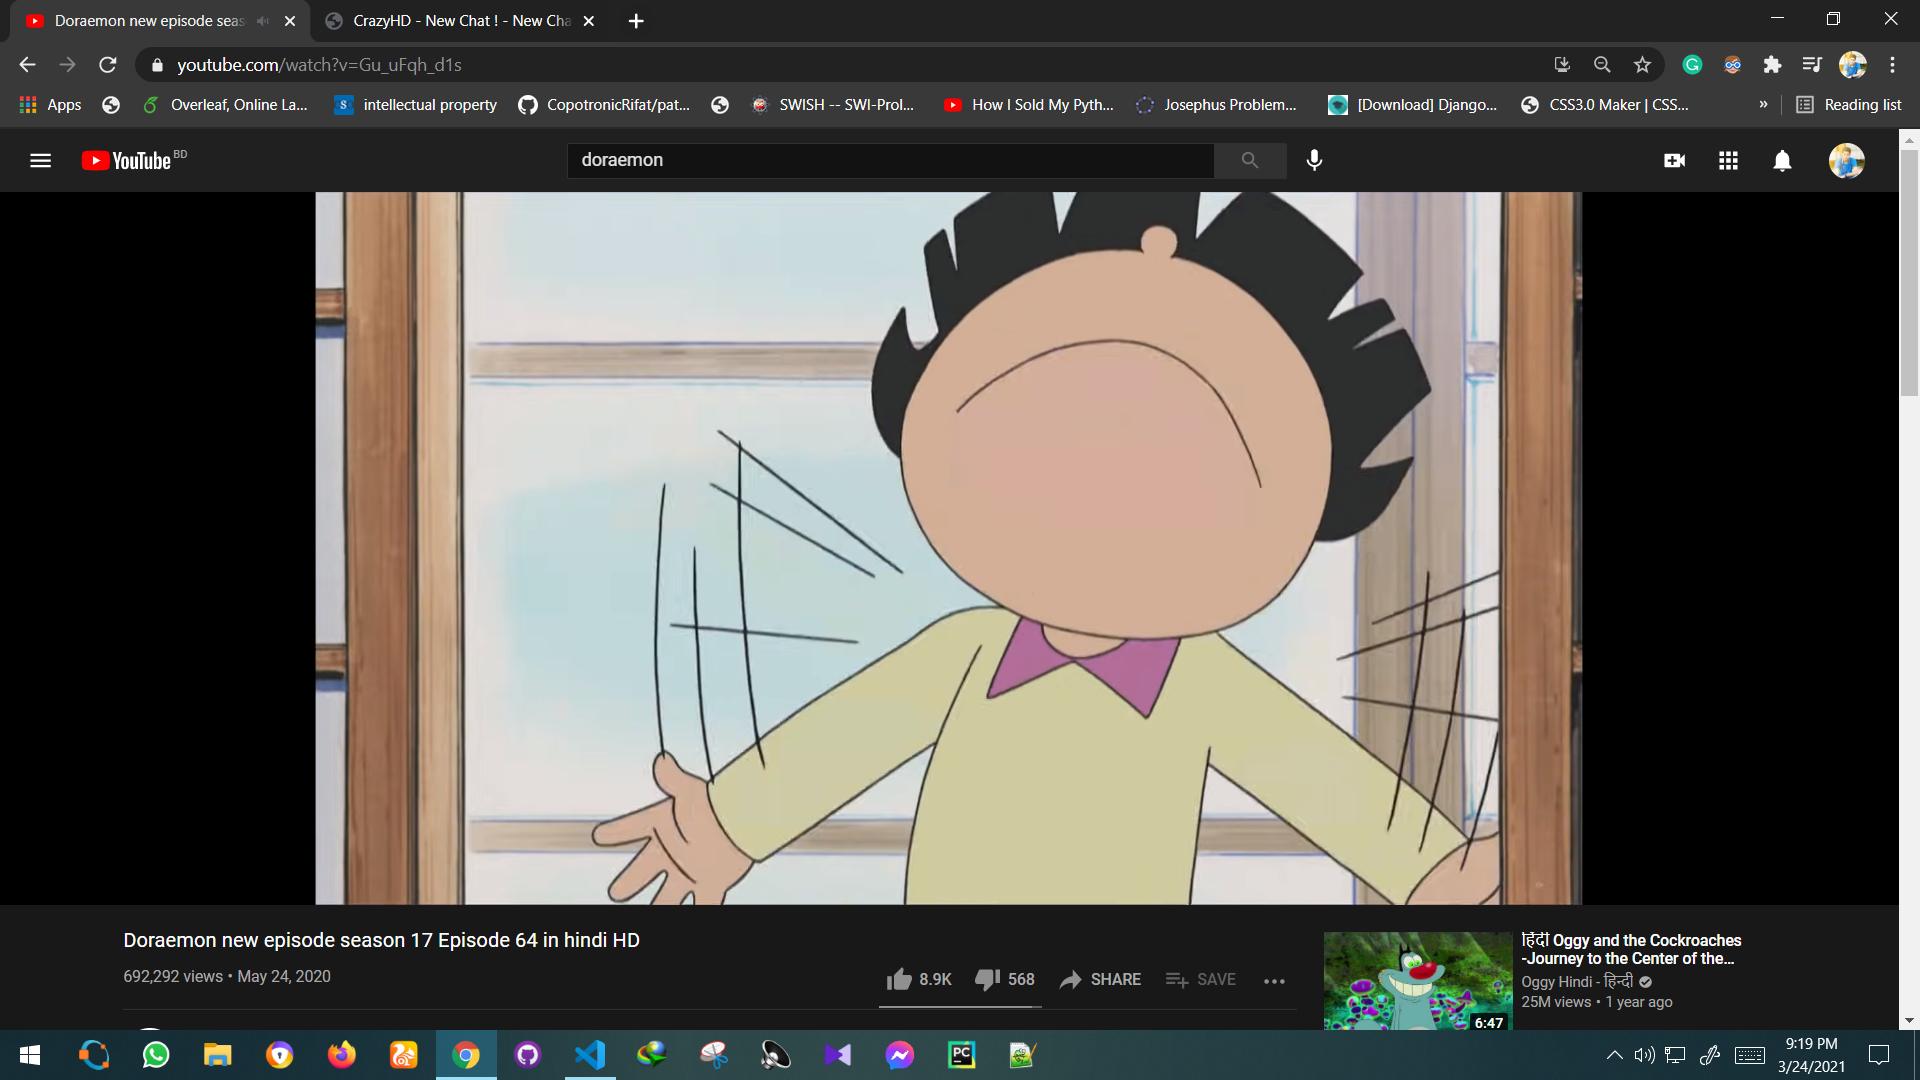 Doraemon new episode seas
CrazyHD - New Chat ! - New Cha
youtube.com/watch?v=Gu_uFqh_d1s
Apps
Overleaf, Online La...
S intellectual property
CopotronicRifat/pat...
SWISH -- SWI-Prol...
How I Sold My Pyth...
Josephus Problem...
[Download] Django...
CSS3.0 Maker | CSS...
»
Reading list
YouTube BD
doraemon
Doraemon new episode season 17 Episode 64 in hindi HD
692,292 views • May 24, 2020
8.9K
568
SHARE
SAVE
6:47
हिंदी Oggy and the Cockroaches
-Journey to the Center of the...
Oggy Hindi - हिन्दी
25M views • 1 year ago
PC
9:19 PM
3/24/2021